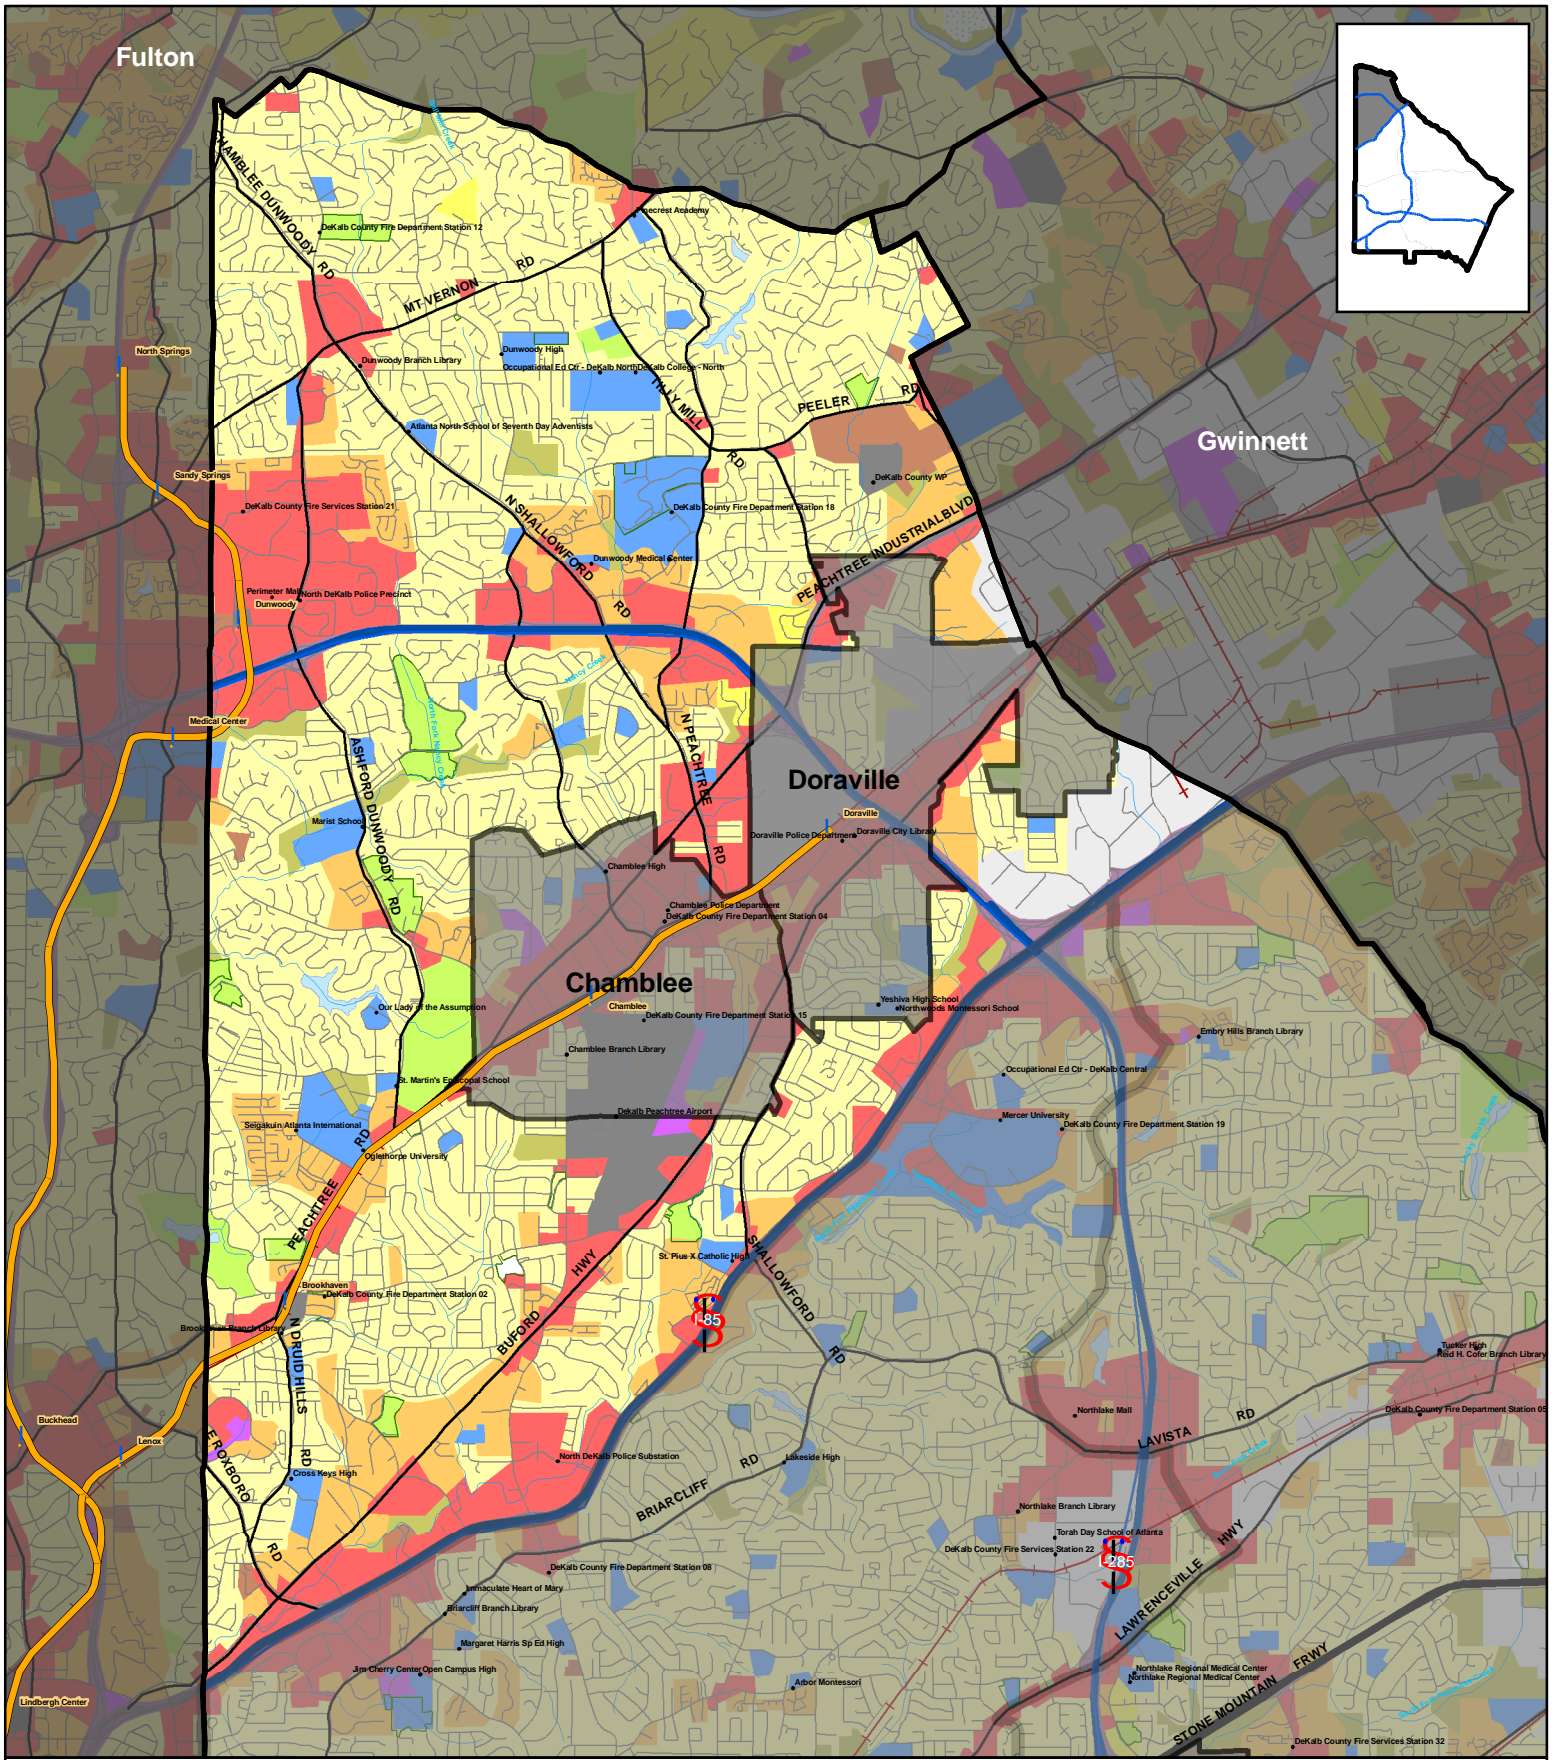 Fulton
Gwinnett
Doraville
Chamblee
CHAMBLEE DUNWOODY RD
DeKalb County Fire Department Station 12
MT VERNON RD
North Springs
Dunwoody Branch Library
Dunwoody High
Occupational Ed Ctr - DeKalb North
DeKalb College - North
TILLY MILL RD
PEELER RD
Atlanta North School of Seventh Day Adventists
Sandy Springs
DeKalb County WP
DeKalb County Fire Services Station 21
N SHALLOWFORD RD
DeKalb County Fire Department Station 18
PEACHTREE INDUSTRIAL BLVD
Dunwoody Medical Center
Perimeter Mall
North DeKalb Police Precinct
Dunwoody
Nancy Creek
Medical Center
North Fork Nancy Creek
N PEACHTREE RD
ASHFORD DUNWOODY RD
Marist School
Doraville
Doraville Police Department
Doraville City Library
Chamblee High
Chamblee Police Department
DeKalb County Fire Department Station 04
Our Lady of the Assumption
Chamblee
DeKalb County Fire Department Station 15
Yeshiva High School
Northwoods Montessori School
Embry Hills Branch Library
Chamblee Branch Library
Occupational Ed Ctr - DeKalb Central
St. Martin's Episcopal School
Dekalb Peachtree Airport
Mercer University
DeKalb County Fire Department Station 19
Seigakuin Atlanta International
Oglethorpe University
PEACHTREE RD
St. Pius X Catholic High
SHALLOWFORD RD
BUFORD HWY
Brookhaven
DeKalb County Fire Department Station 02
Brookhaven Branch Library
I-85
N DRUID HILLS RD
Tucker High
Reid H. Cofer Branch Library
Buckhead
Lenox
Northlake Mall
DeKalb County Fire Department Station 05
LAVISTA RD
E ROXBORO RD
Cross Keys High
North DeKalb Police Substation
Lakeside High
BRIARCLIFF RD
Northlake Branch Library
Torah Day School of Atlanta
DeKalb County Fire Services Station 22
I-285
LAWRENCEVILLE HWY
DeKalb County Fire Department Station 08
Immaculate Heart of Mary
Briarcliff Branch Library
Margaret Harris Sp Ed High
Jim Cherry Center
Open Campus High
Arbor Montessori
Northlake Regional Medical Center
Northlake Regional Medical Center
STONE MOUNTAIN FRWY
Lindbergh Center
DeKalb County Fire Services Station 32